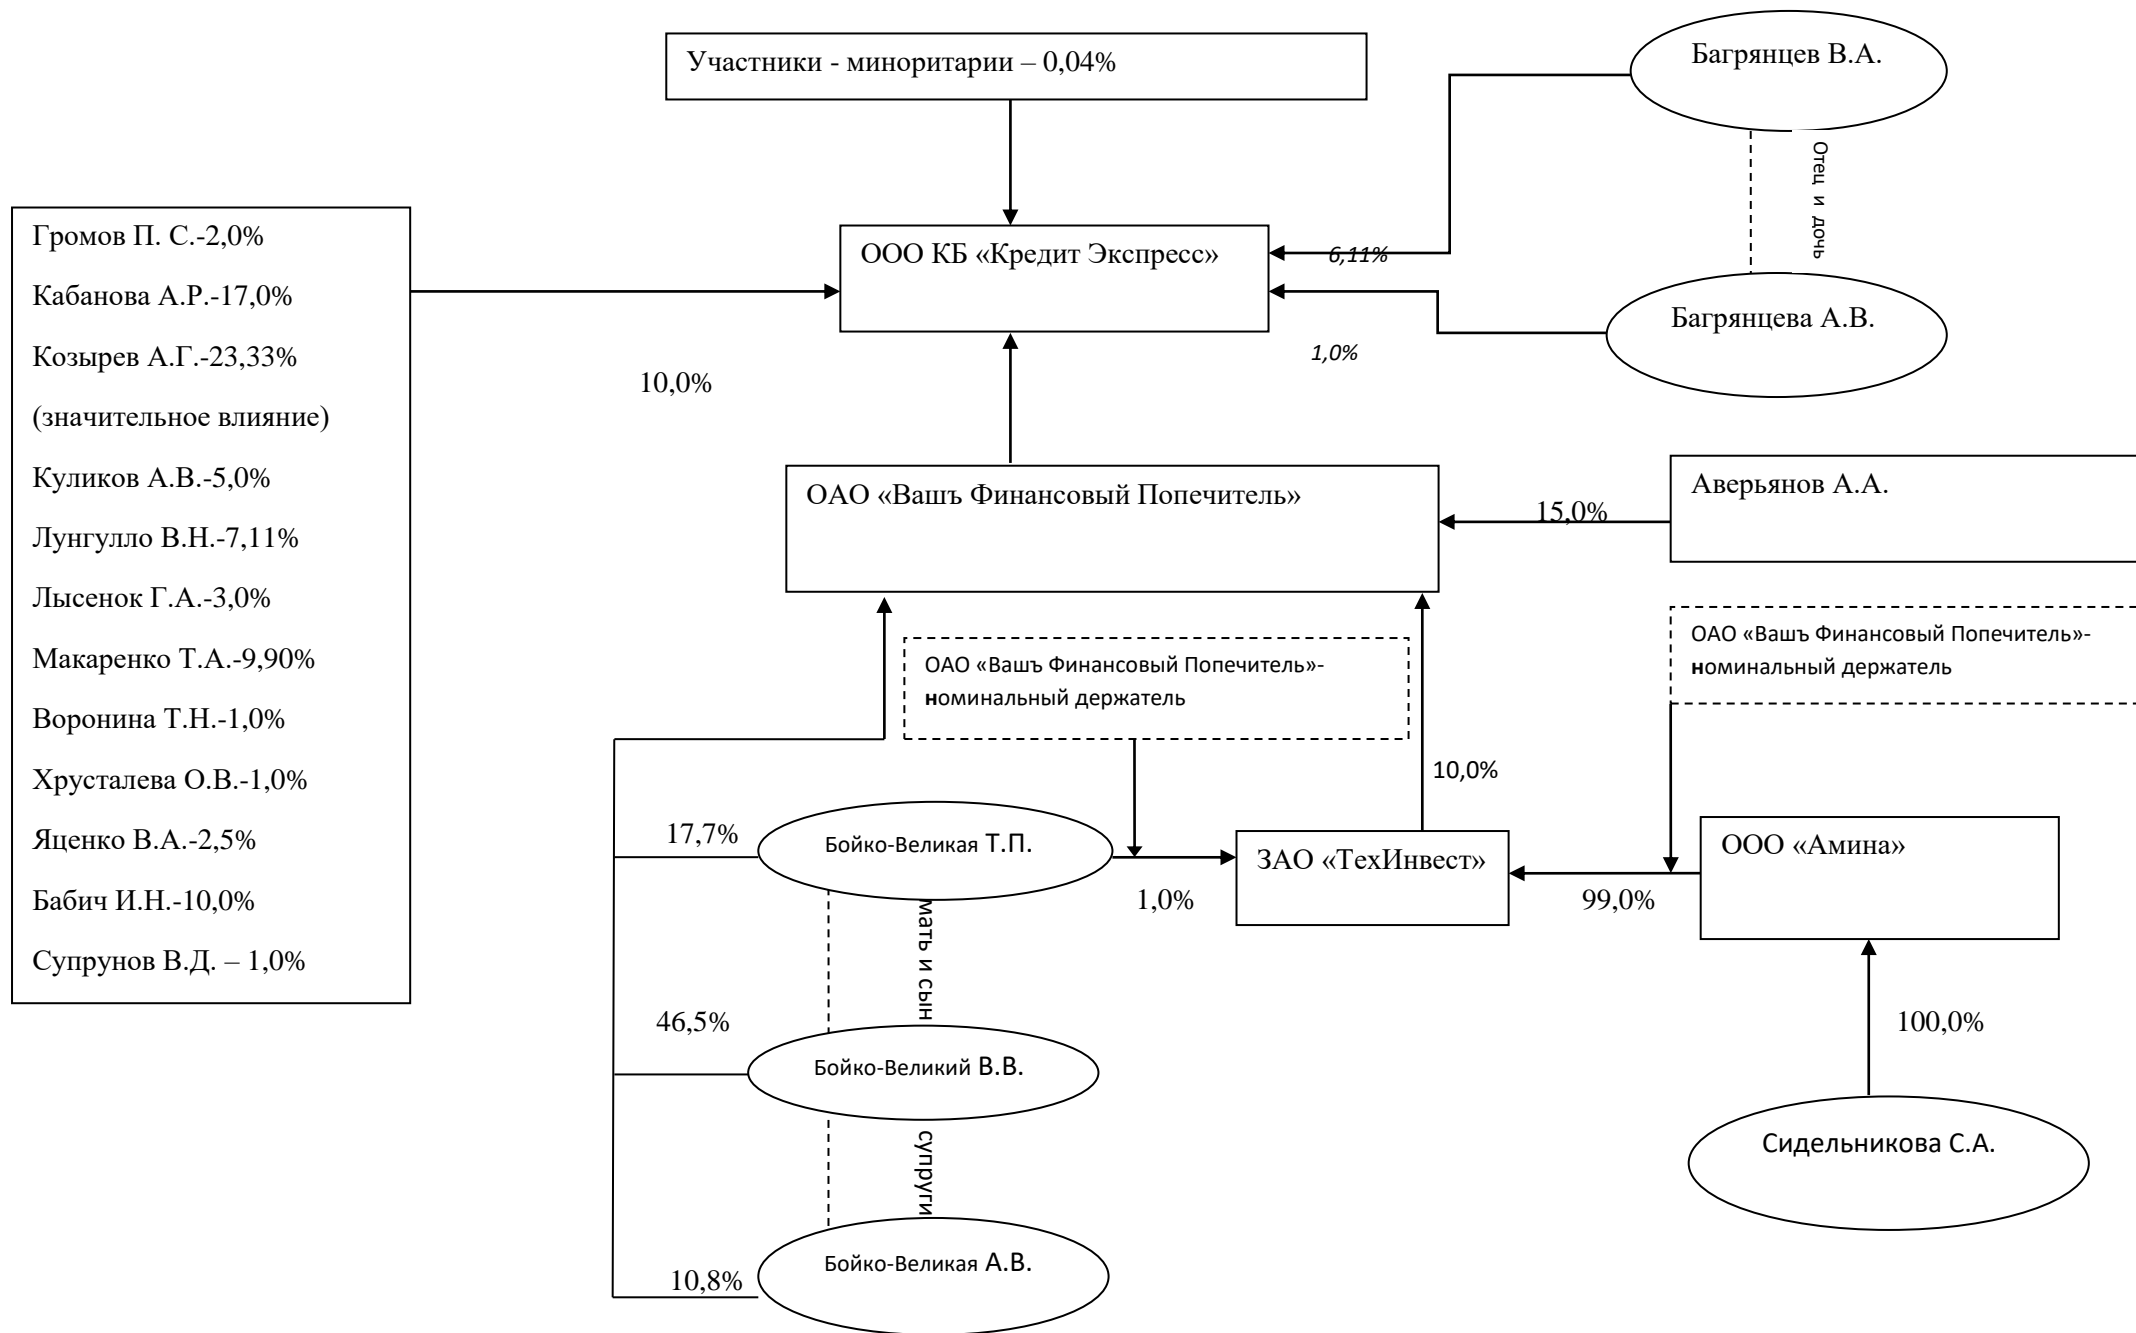 Участники - миноритарии – 0,04%
Багрянцев В.А.
Отец и дочь
Громов П. С.-2,0%
Кабанова А.Р.-17,0%
Козырев А.Г.-23,33%
(значительное влияние)
Куликов А.В.-5,0%
Лунгулло В.Н.-7,11%
Лысенок Г.А.-3,0%
Макаренко Т.А.-9,90%
Воронина Т.Н.-1,0%
Хрусталева О.В.-1,0%
Яценко В.А.-2,5%
Бабич И.Н.-10,0%
Супрунов В.Д. – 1,0%
ООО КБ «Кредит Экспресс»
6,11%
Багрянцева А.В.
1,0%
10,0%
ОАО «Вашъ Финансовый Попечитель»
15,0%
Аверьянов А.А.
ОАО «Вашъ Финансовый Попечитель»-
номинальный держатель
ОАО «Вашъ Финансовый Попечитель»-
номинальный держатель
10,0%
17,7%
Бойко-Великая Т.П.
1,0%
ЗАО «ТехИнвест»
99,0%
ООО «Амина»
мать и сын
46,5%
Бойко-Великий В.В.
100,0%
супруги
Сидельникова С.А.
10,8%
Бойко-Великая А.В.